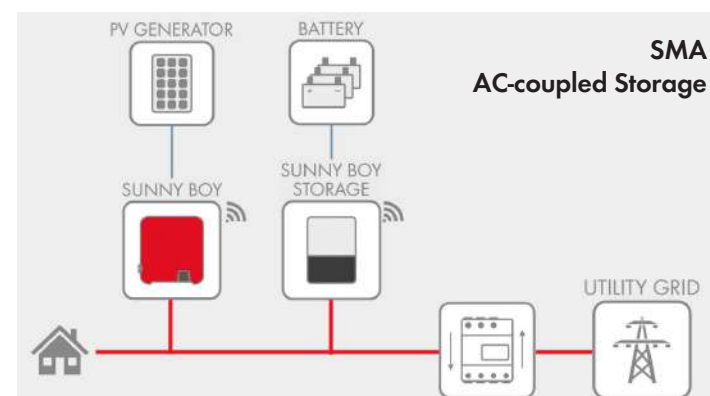 PV GENERATOR
BATTERY
SMA
AC-coupled Storage
SUNNY BOY
SUNNY BOY
STORAGE
UTILITY GRID